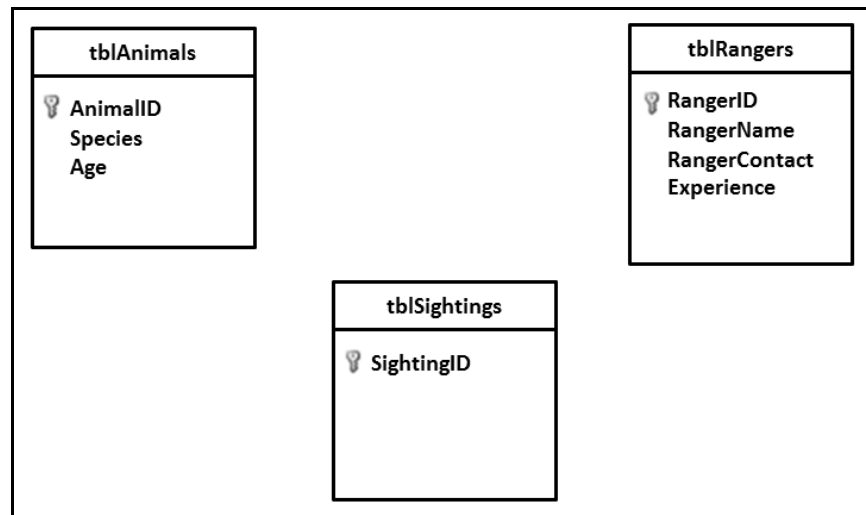 tblAnimals
AnimalID
Species
Age
tblRangers
RangerID
RangerName
RangerContact
Experience
tblSightings
SightingID